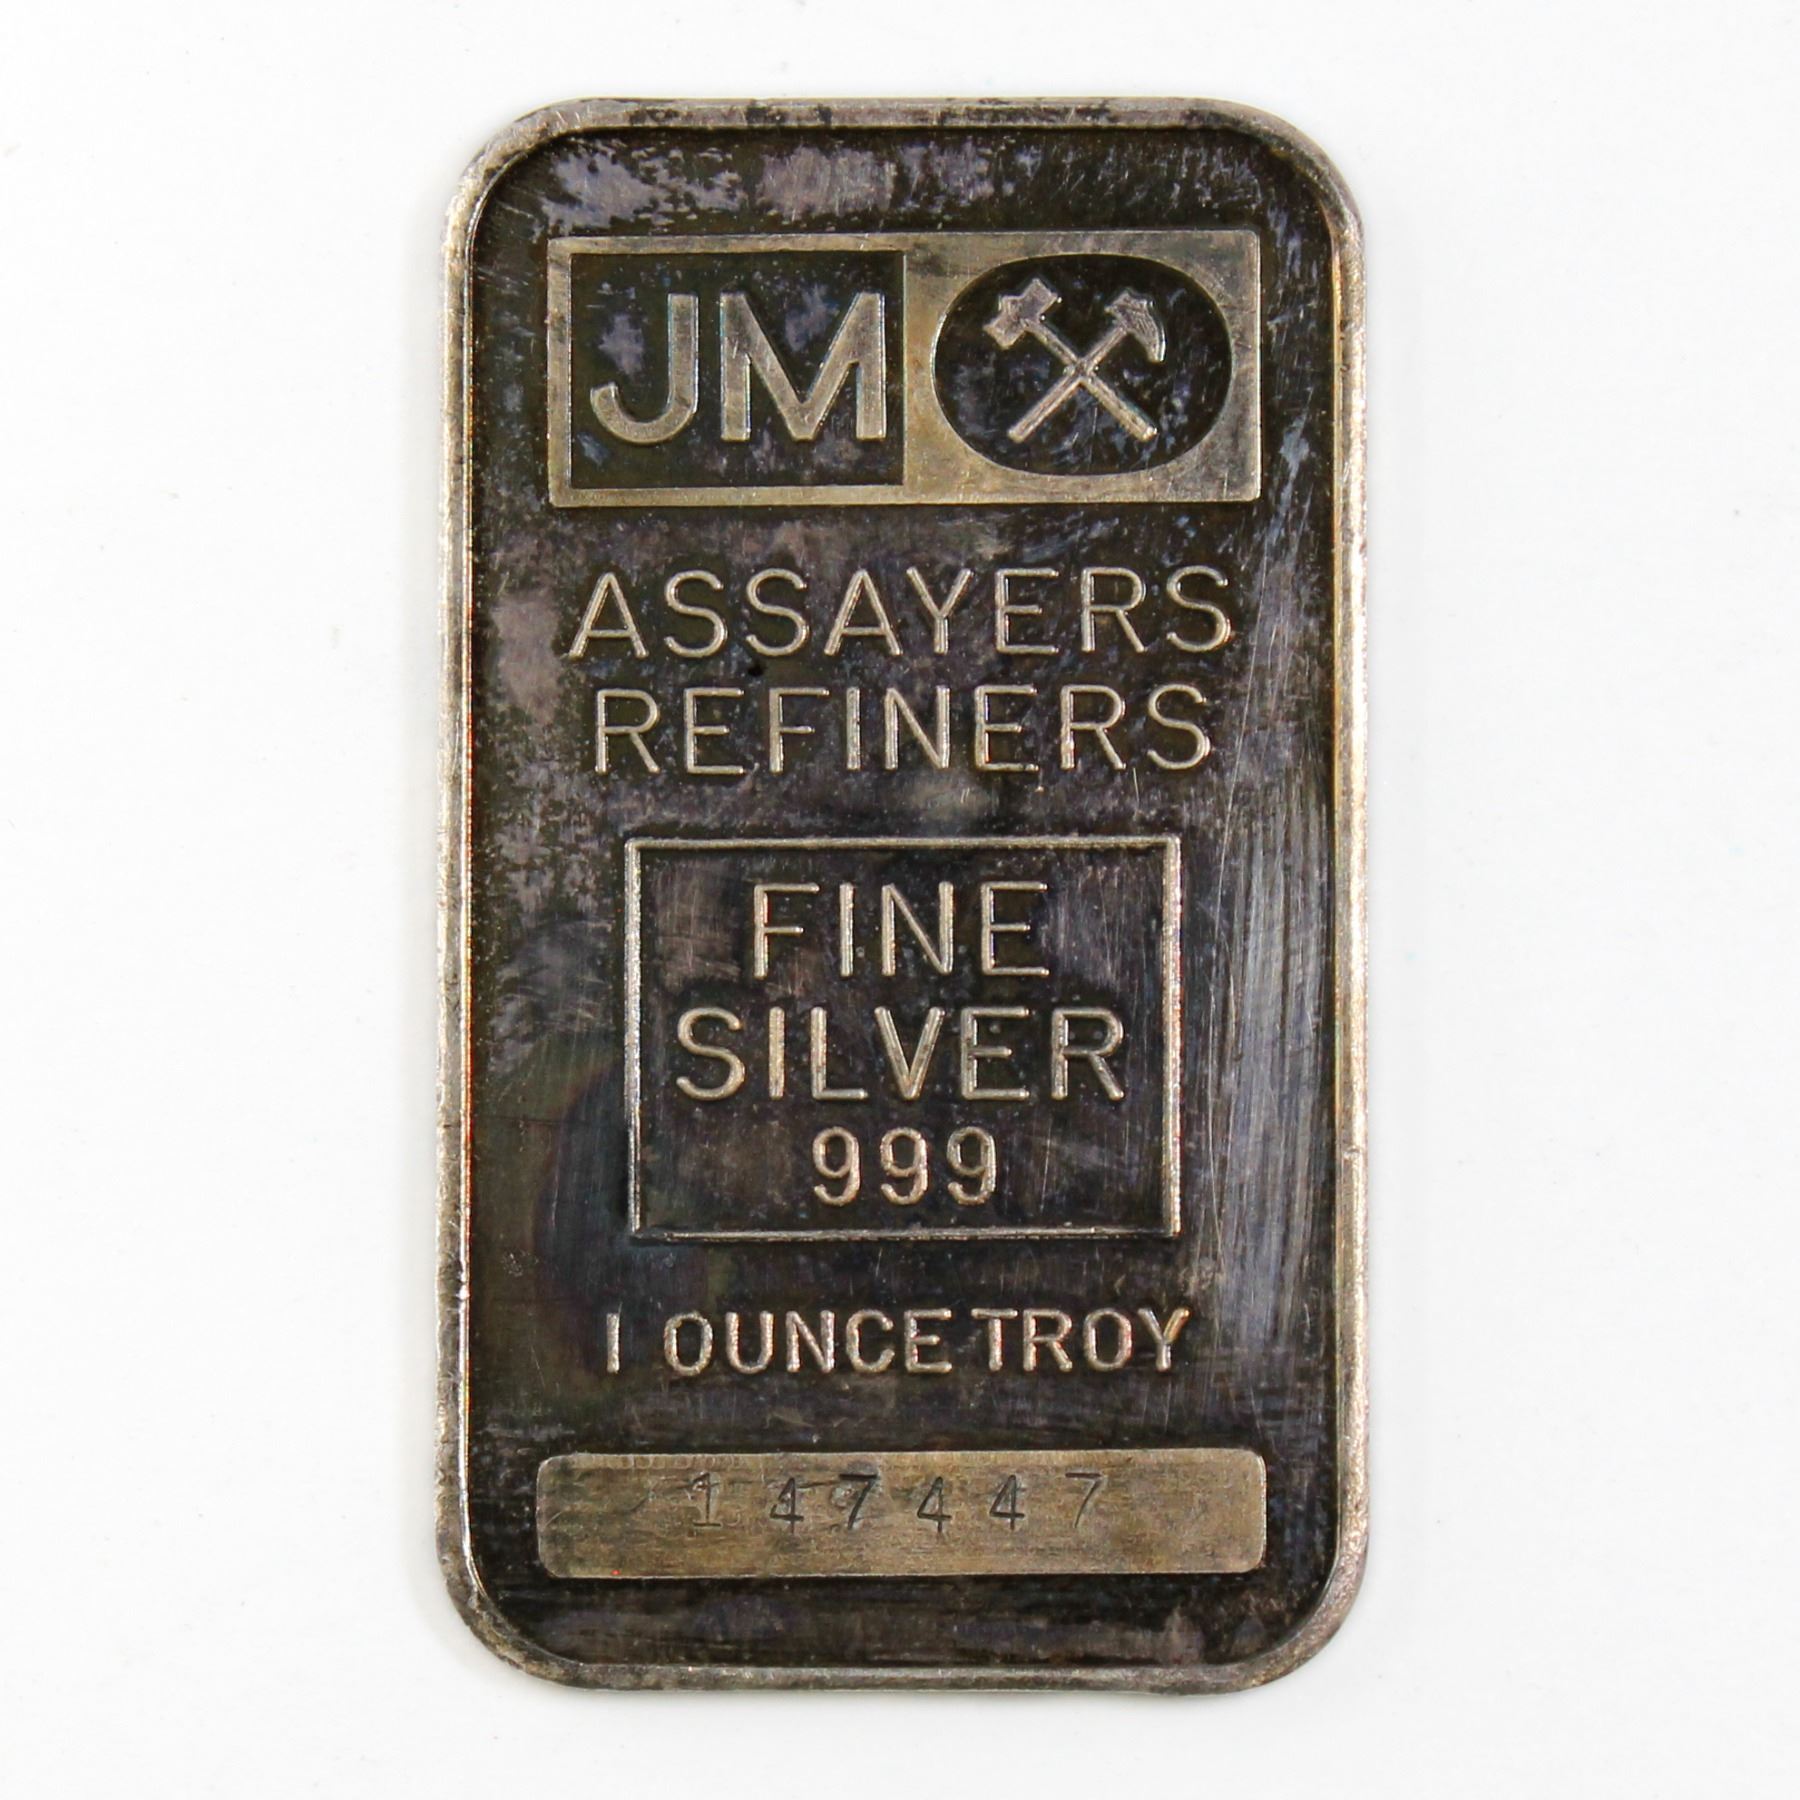 JM
ASSAYERS
REFINERS
FINE
SILVER
999
1 OUNCE TROY
147447